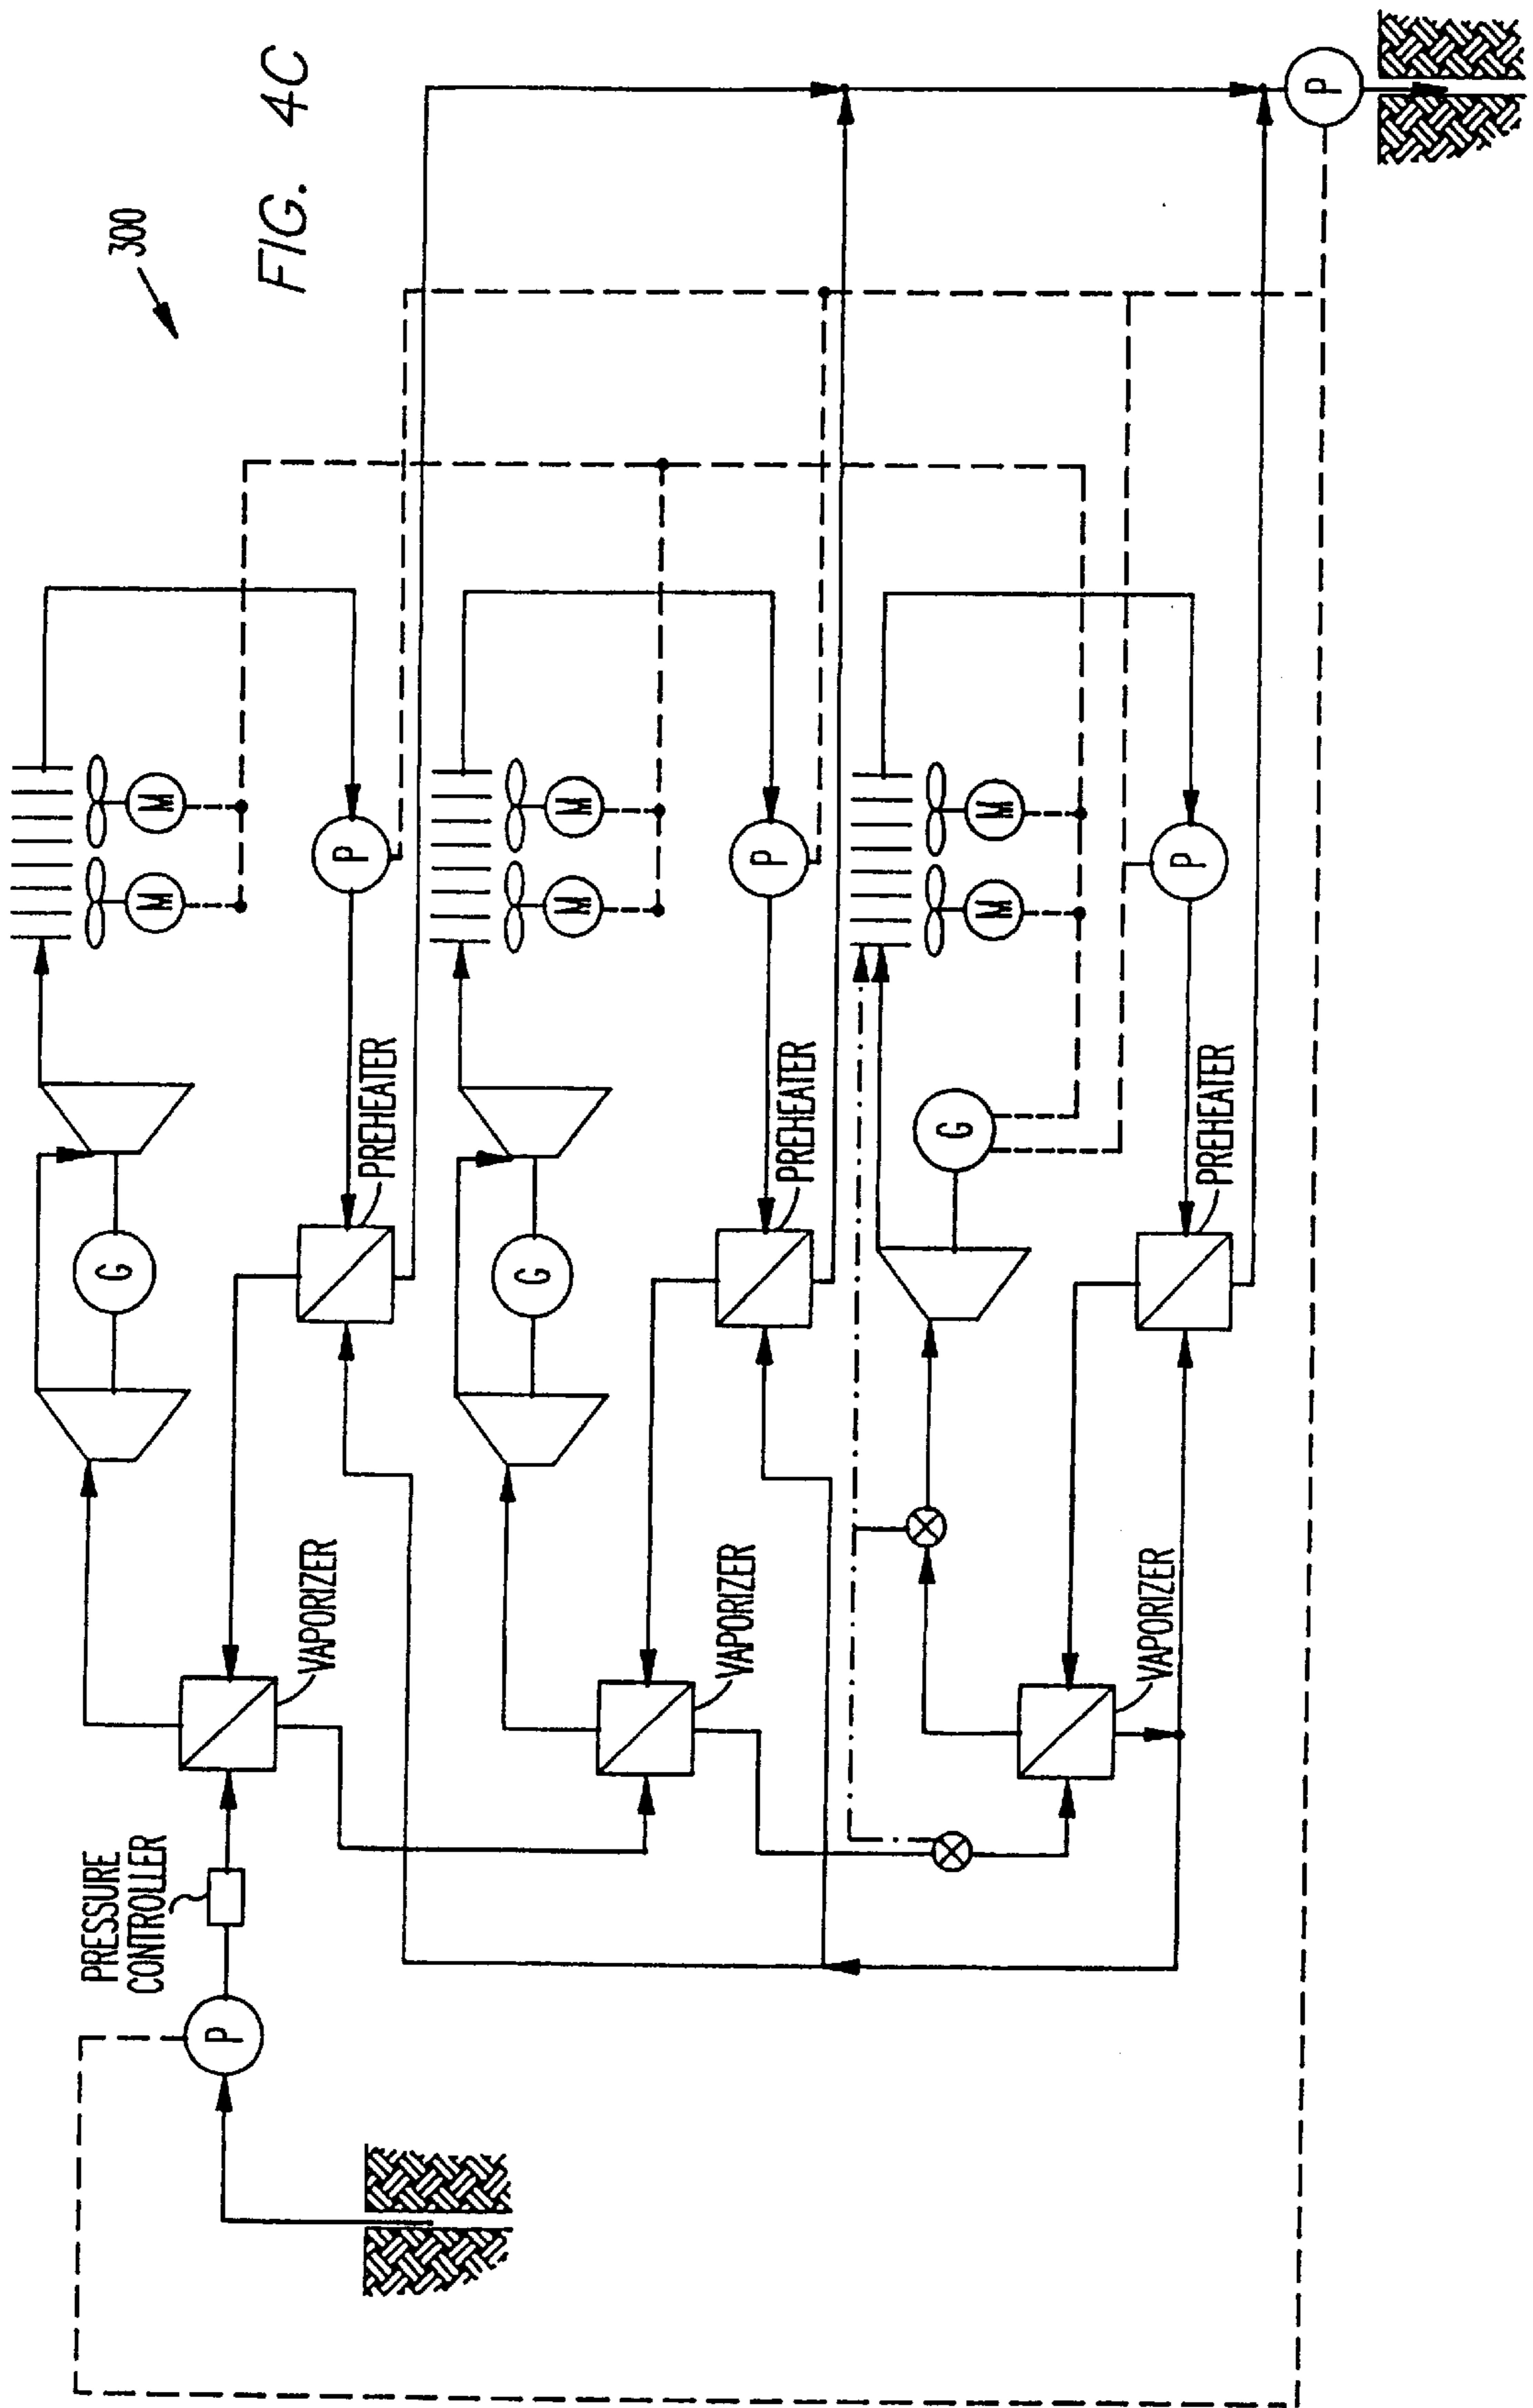 300
PRESSURE
CONTROLLER
G
M
M
P
FIG. 4C
VAPORIZER
PREHEATER
P
G
M
M
VAPORIZER
PREHEATER
P
G
M
M
VAPORIZER
PREHEATER
P
P